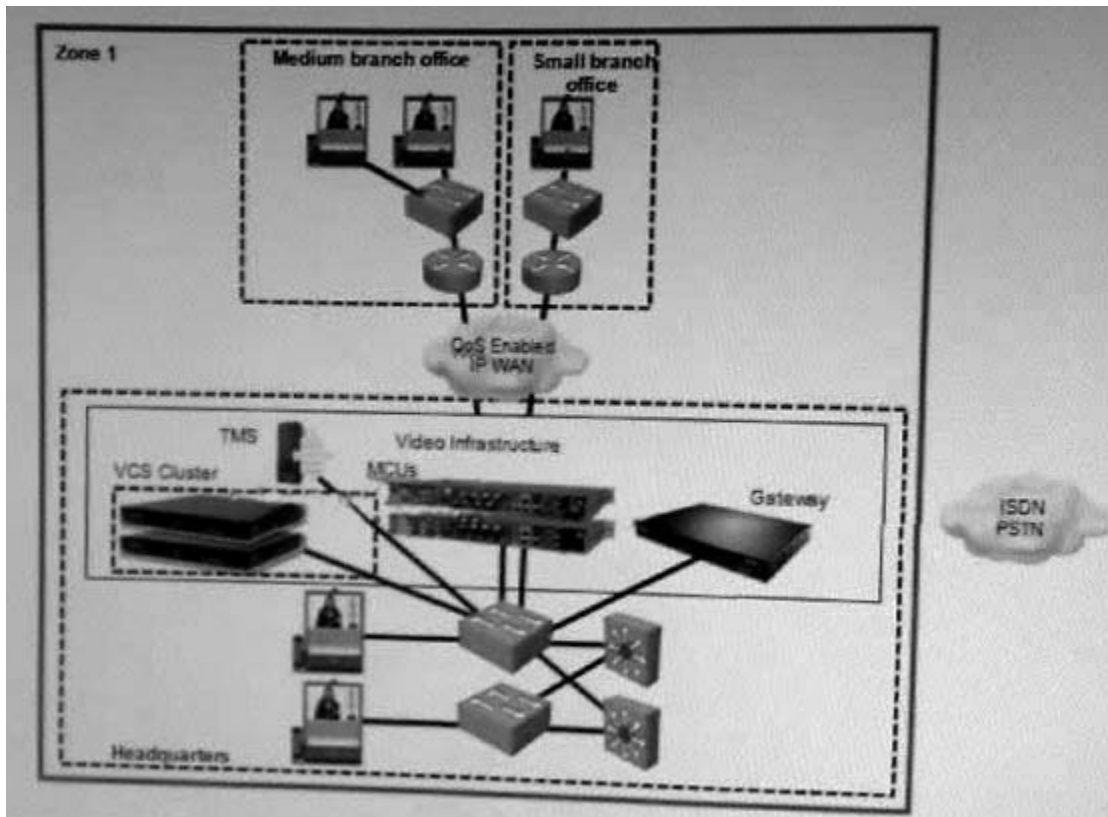 Zone 1
Medium branch office
Small branch
office
QoS Enabled
IP WAN
TMS
Video Infrastructure
VCS Cluster
MCUs
Gateway
ISDN
PSTN
Headquarters